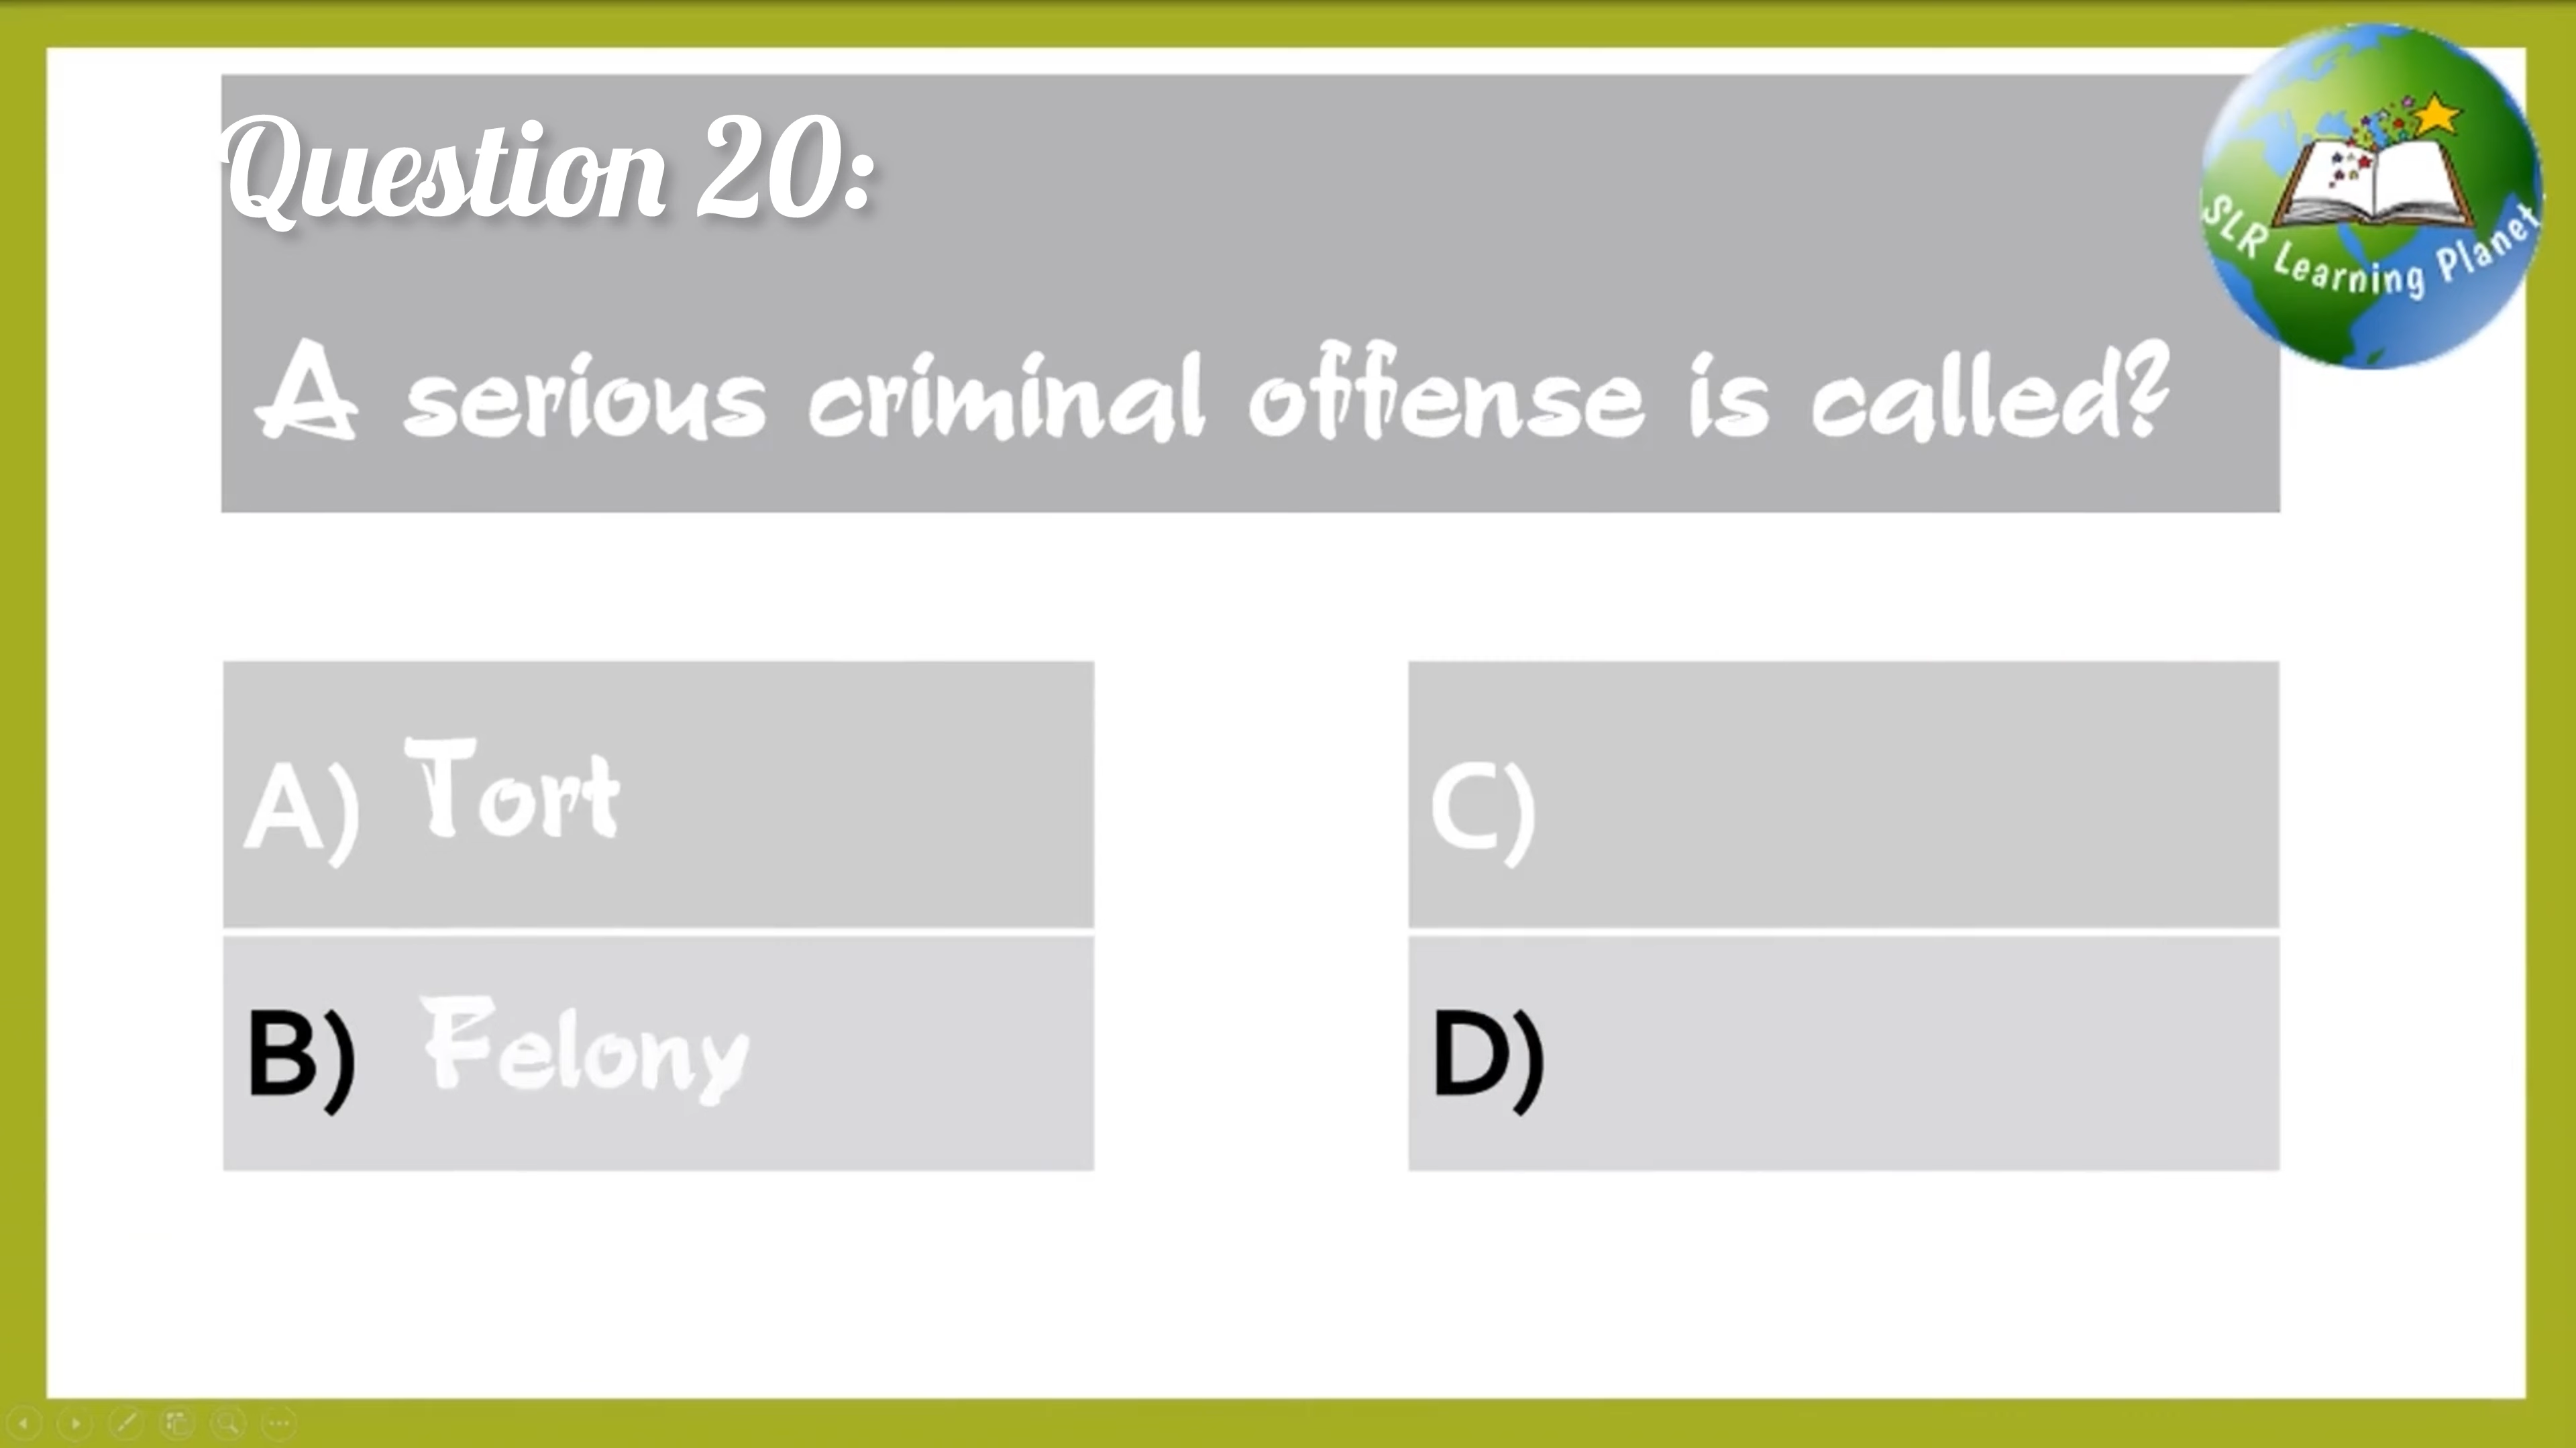 Question 20:
A serious criminal offense is called?
A) Tort
B) Felony
C)
D)
SLR Learning Planet